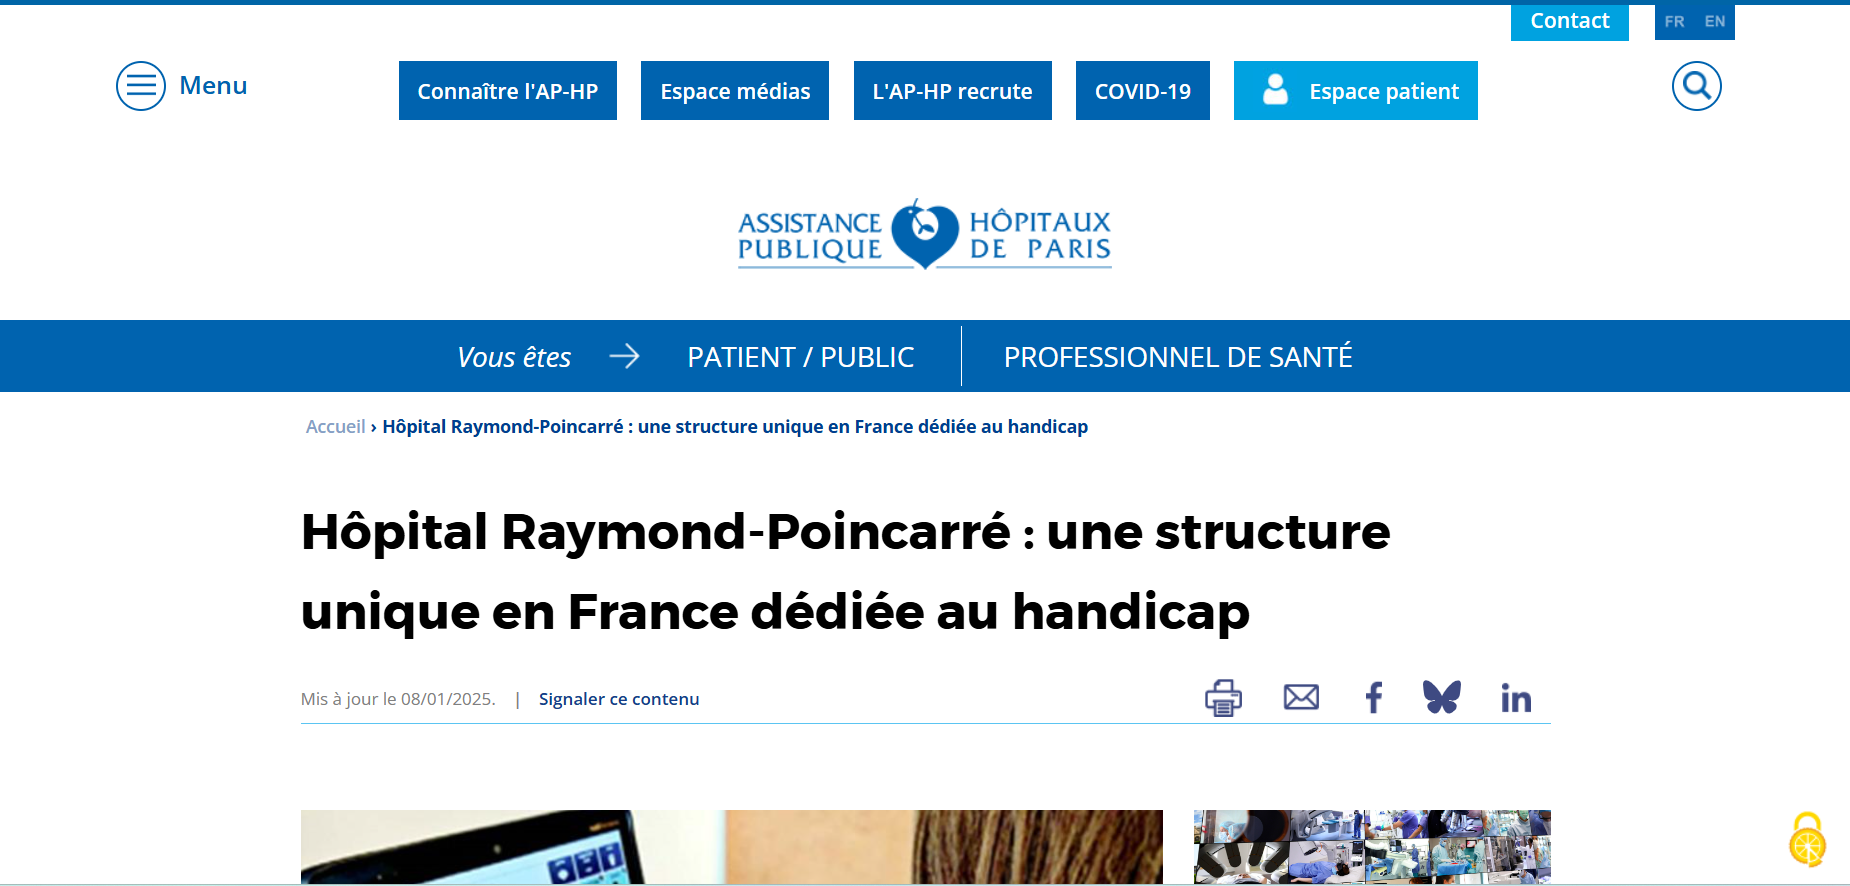 Contact
FR EN
Menu
Connaître l'AP-HP
Espace médias
L'AP-HP recrute
COVID-19
Espace patient
ASSISTANCE PUBLIQUE
HÔPITAUX DE PARIS
Vous êtes
PATIENT / PUBLIC
PROFESSIONNEL DE SANTÉ
Accueil › Hôpital Raymond-Poincarré : une structure unique en France dédiée au handicap
Hôpital Raymond-Poincarré : une structure
unique en France dédiée au handicap
Mis à jour le 08/01/2025. | Signaler ce contenu